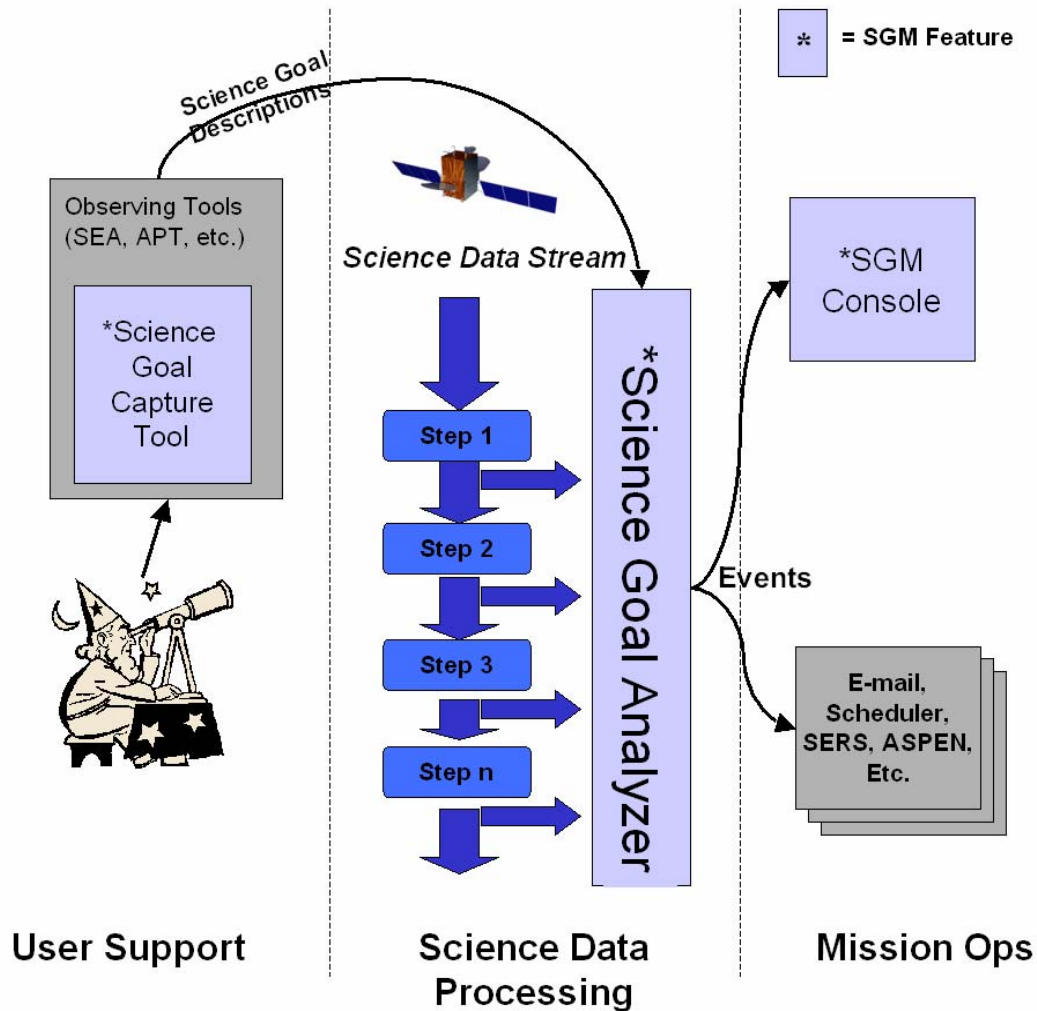 * = SGM Feature
Science Goal
Descriptions
Observing Tools
(SEA, APT, etc.)
*Science
Goal
Capture
Tool
Science Data Stream
Step 1
Step 2
Step 3
Step n
*Science Goal Analyzer
*SGM
Console
Events
E-mail,
Scheduler,
SERS, ASPEN,
Etc.
User Support
Science Data
Processing
Mission Ops